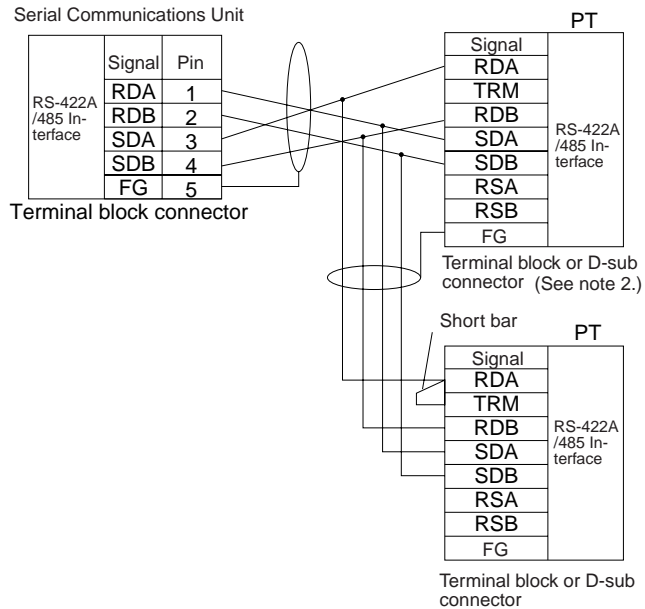 Serial Communications Unit
RS-422A
/485 In-
terface
Signal Pin
RDA 1
RDB 2
SDA 3
SDB 4
FG 5
Terminal block connector
PT
Signal
RDA
TRM
RDB
SDA
SDB
RSA
RSB
FG
RS-422A
/485 In-
terface
Terminal block or D-sub
connector (See note 2.)
Short bar
PT
Signal
RDA
TRM
RDB
SDA
SDB
RSA
RSB
FG
RS-422A
/485 In-
terface
Terminal block or D-sub
connector